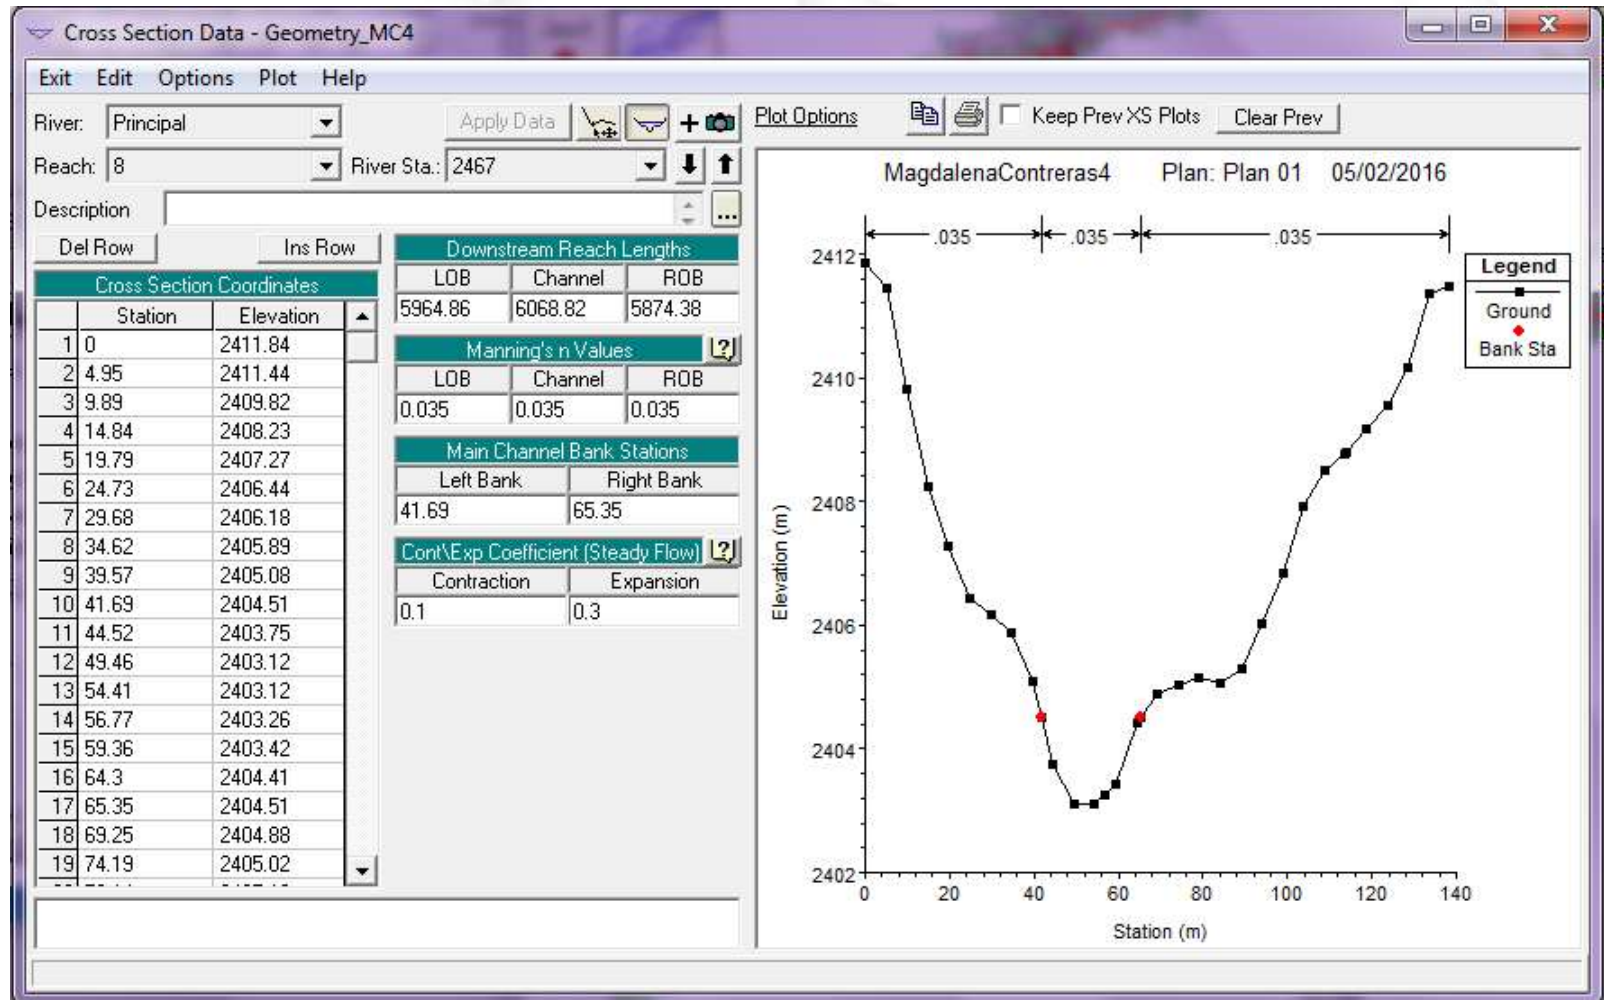 Cross Section Data - Geometry_MC4
Exit Edit Options Plot Help
River: Principal Apply Data
Reach: 8 River Sta.: 2467
Description ...
Del Row Ins Row
Cross Section Coordinates
Station Elevation
1 0 2411.84
2 4.95 2411.44
3 9.89 2409.82
4 14.84 2408.23
5 19.79 2407.27
6 24.73 2406.44
7 29.68 2406.18
8 34.62 2405.89
9 39.57 2405.08
10 41.69 2404.51
11 44.52 2403.75
12 49.46 2403.12
13 54.41 2403.12
14 56.77 2403.26
15 59.36 2403.42
16 64.3 2404.41
17 65.35 2404.51
18 69.25 2404.88
19 74.19 2405.02
Downstream Reach Lengths
LOB Channel ROB
5964.86 6068.82 5874.38
Manning's n Values
LOB Channel ROB
0.035 0.035 0.035
Main Channel Bank Stations
Left Bank Right Bank
41.69 65.35
Cont\Exp Coefficient (Steady Flow)
Contraction Expansion
0.1 0.3
Plot Options Keep Prev XS Plots Clear Prev
MagdalenaContreras4 Plan: Plan 01 05/02/2016
.035 .035 .035
2412
2410
2408
2406
2404
2402
Elevation (m)
0 20 40 60 80 100 120 140
Station (m)
Legend
Ground
Bank Sta